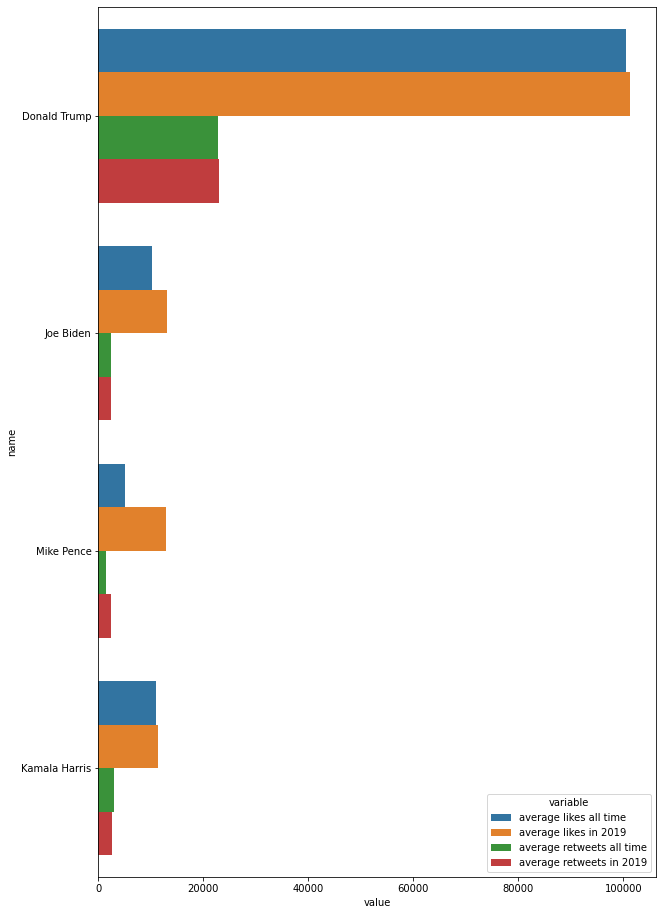 Donald Trump
Joe Biden
Mike Pence
Kamala Harris
name
0 20000 40000 60000 80000 100000
value
variable
average likes all time
average likes in 2019
average retweets all time
average retweets in 2019